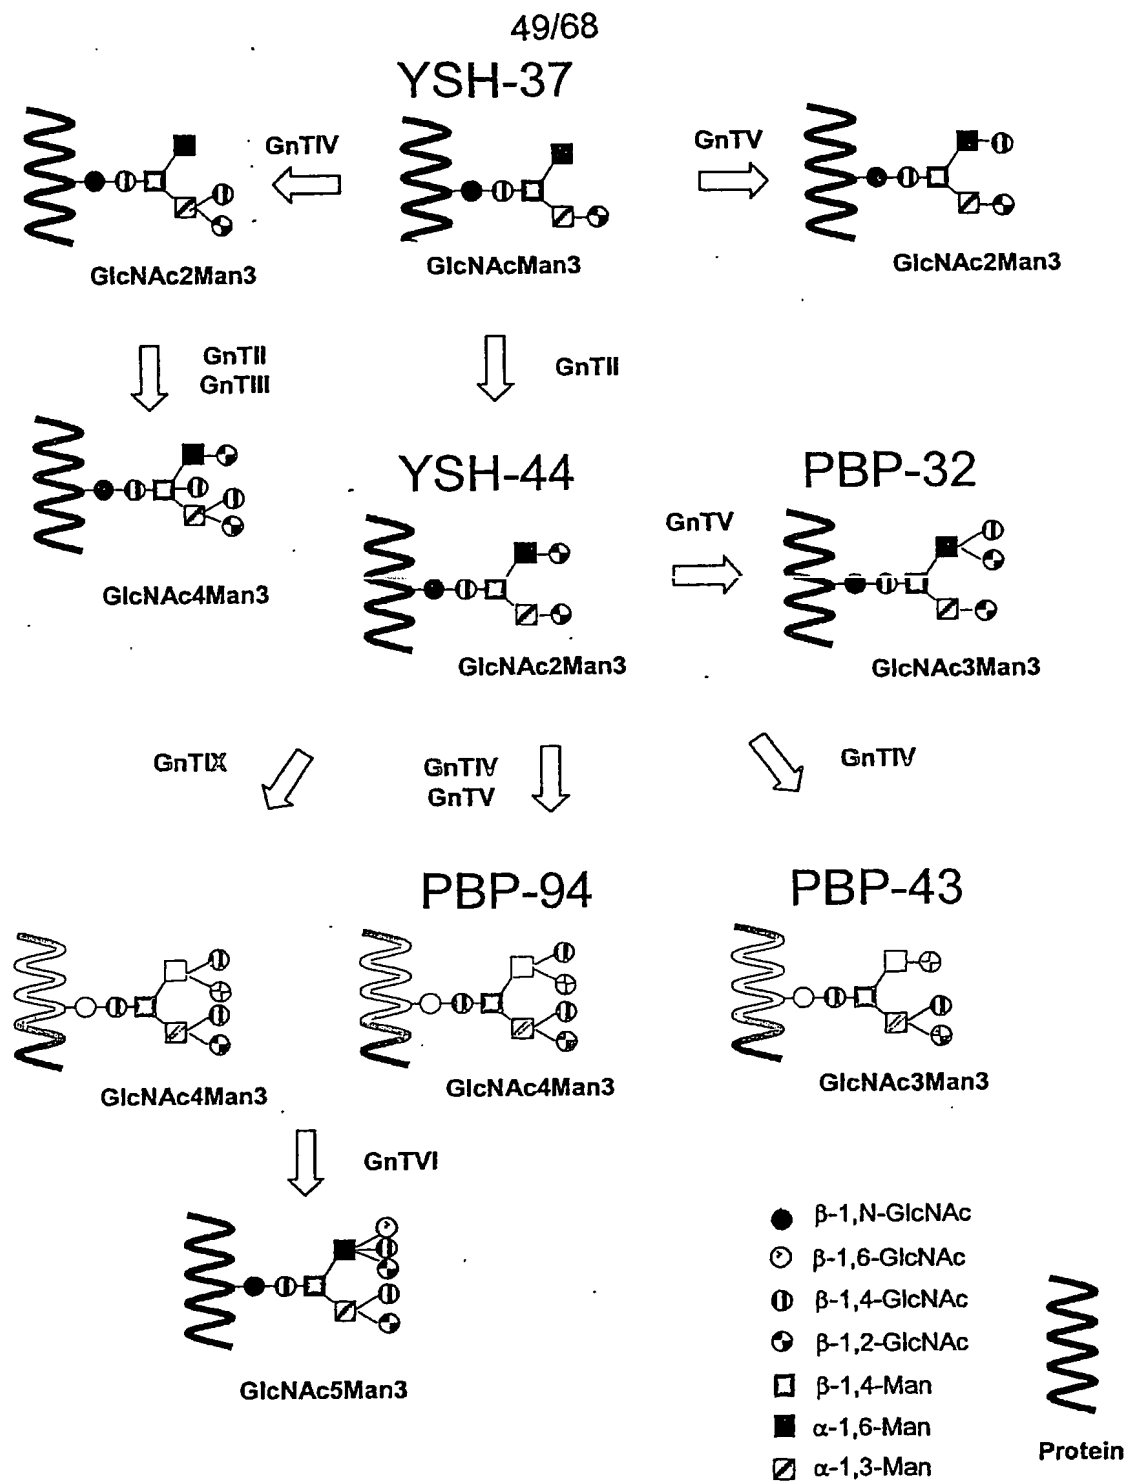 49/68
YSH-37
GnTIV
GnTV
GlcNAc2Man3
GlcNAcMan3
GlcNAc2Man3
GnTII
GnTIII
GnTII
YSH-44
PBP-32
GnTV
GlcNAc4Man3
GlcNAc2Man3
GlcNAc3Man3
GnTIX
GnTIV
GnTV
GnTIV
PBP-94
PBP-43
GlcNAc4Man3
GlcNAc4Man3
GlcNAc3Man3
GnTVI
GlcNAc5Man3
β-1,N-GlcNAc
β-1,6-GlcNAc
β-1,4-GlcNAc
β-1,2-GlcNAc
β-1,4-Man
α-1,6-Man
α-1,3-Man
Protein